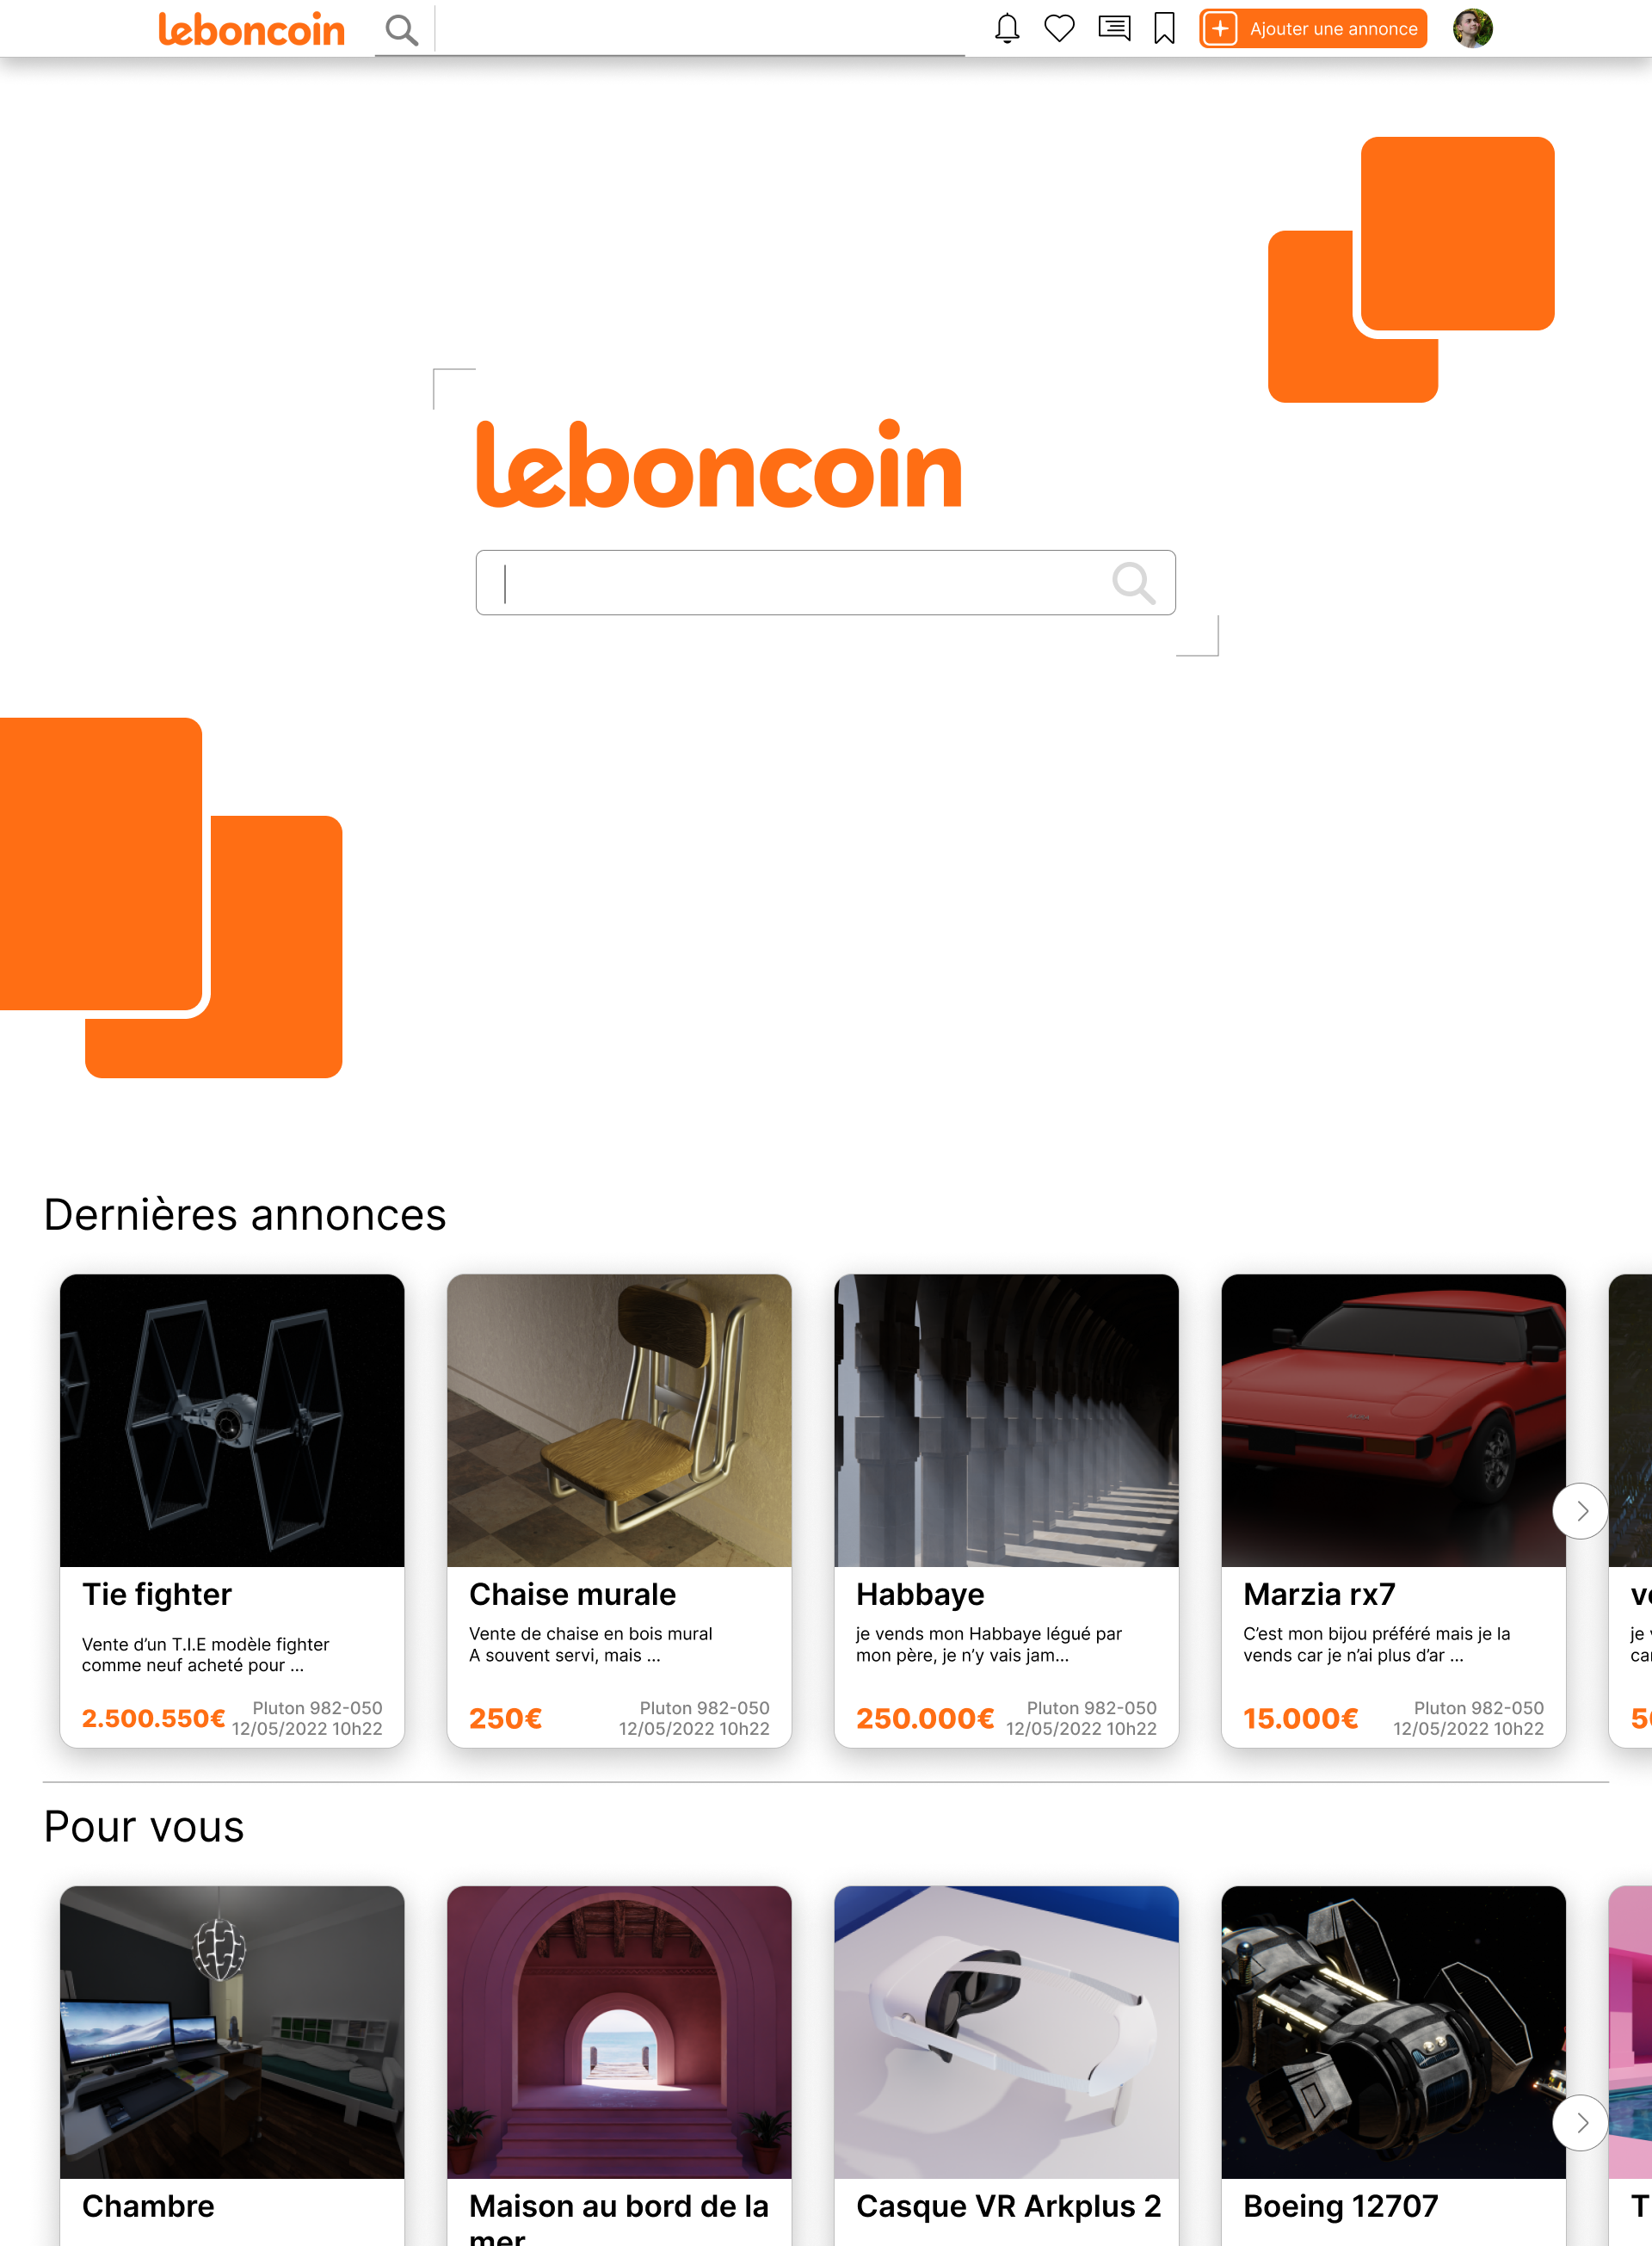 leboncoin
Ajouter une annonce
leboncoin
Dernières annonces
Tie fighter
Vente d’un T.I.E modèle fighter
comme neuf acheté pour ...
2.500.550€
Pluton 982-050
12/05/2022 10h22
Chaise murale
Vente de chaise en bois mural
A souvent servi, mais ...
250€
Pluton 982-050
12/05/2022 10h22
Habbaye
je vends mon Habbaye légué par
mon père, je n’y vais jam...
250.000€
Pluton 982-050
12/05/2022 10h22
Marzia rx7
C’est mon bijou préféré mais je la
vends car je n’ai plus d’ar ...
15.000€
Pluton 982-050
12/05/2022 10h22
Pour vous
Chambre
Maison au bord de la
mer
Casque VR Arkplus 2
Boeing 12707